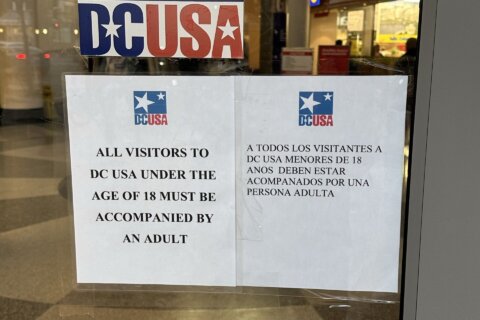 DCUSA
DCUSA
ALL VISITORS TO
DC USA UNDER THE
AGE OF 18 MUST BE
ACCOMPANIED BY
AN ADULT
DCUSA
A TODOS LOS VISITANTES A
DC USA MENORES DE 18
ANOS DEBEN ESTAR
ACOMPANADOS POR UNA
PERSONA ADULTA